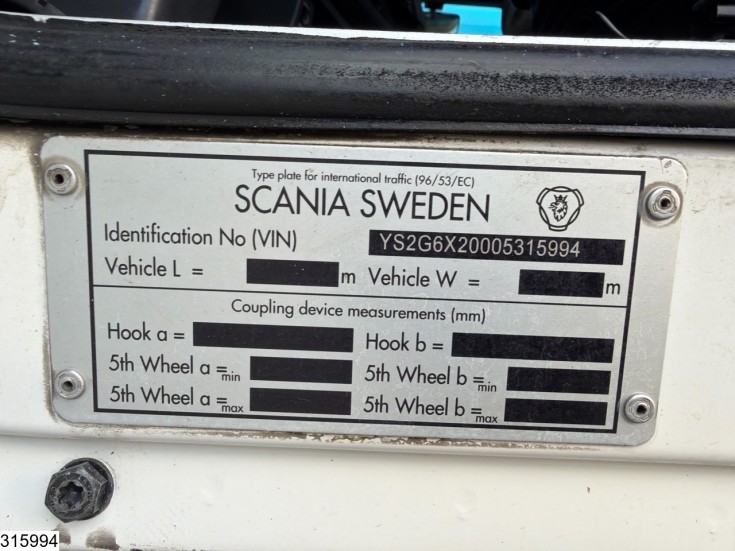 Type plate for international traffic (96/53/EC)
SCANIA SWEDEN
Identification No (VIN) YS2G6X20005315994
Vehicle L = m Vehicle W = m
Coupling device measurements (mm)
Hook a = Hook b =
5th Wheel a =min 5th Wheel b =min
5th Wheel a =max 5th Wheel b =max
315994